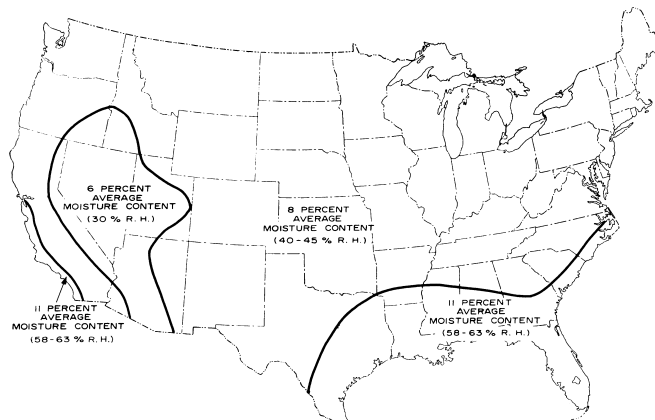 6 PERCENT
AVERAGE
MOISTURE CONTENT
(30 % R. H.)
8 PERCENT
AVERAGE
MOISTURE CONTENT
(40-45 % R. H.)
11 PERCENT
AVERAGE
MOISTURE CONTENT
(58-63 % R. H.)
11 PERCENT
AVERAGE
MOISTURE CONTENT
(58-63 % R. H.)